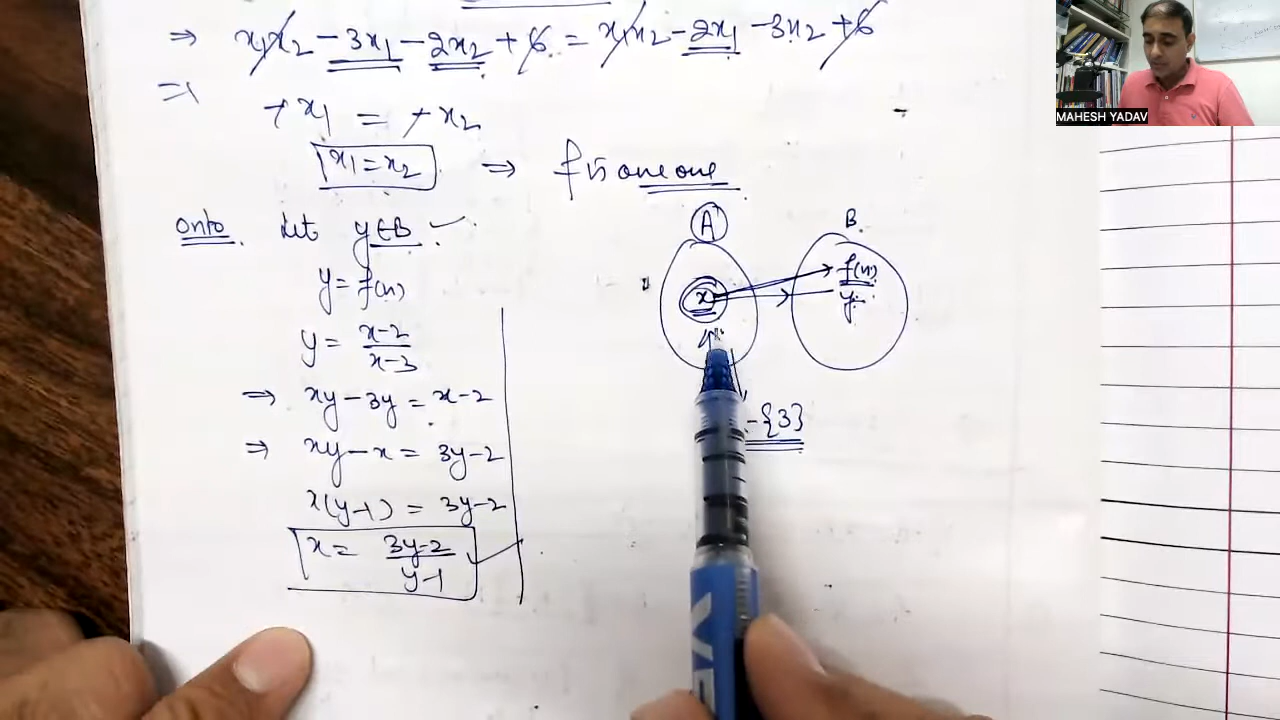 ⇒ x₁x₂ - 3x₁ - 2x₂ + 6 = x₁x₂ - 2x₁ - 3x₂ + 6
⇒
+x₁ = +x₂
x₁ = x₂ ⇒ f is one one
Onto. Let y∈B ✓
y = f(x)
y = x-2/x-3
⇒ xy - 3y = x - 2
⇒ xy - x = 3y - 2
x(y-1) = 3y - 2
x = 3y-2/y-1
A B
x f(x)
y
-{3}
MAHESH YADAV